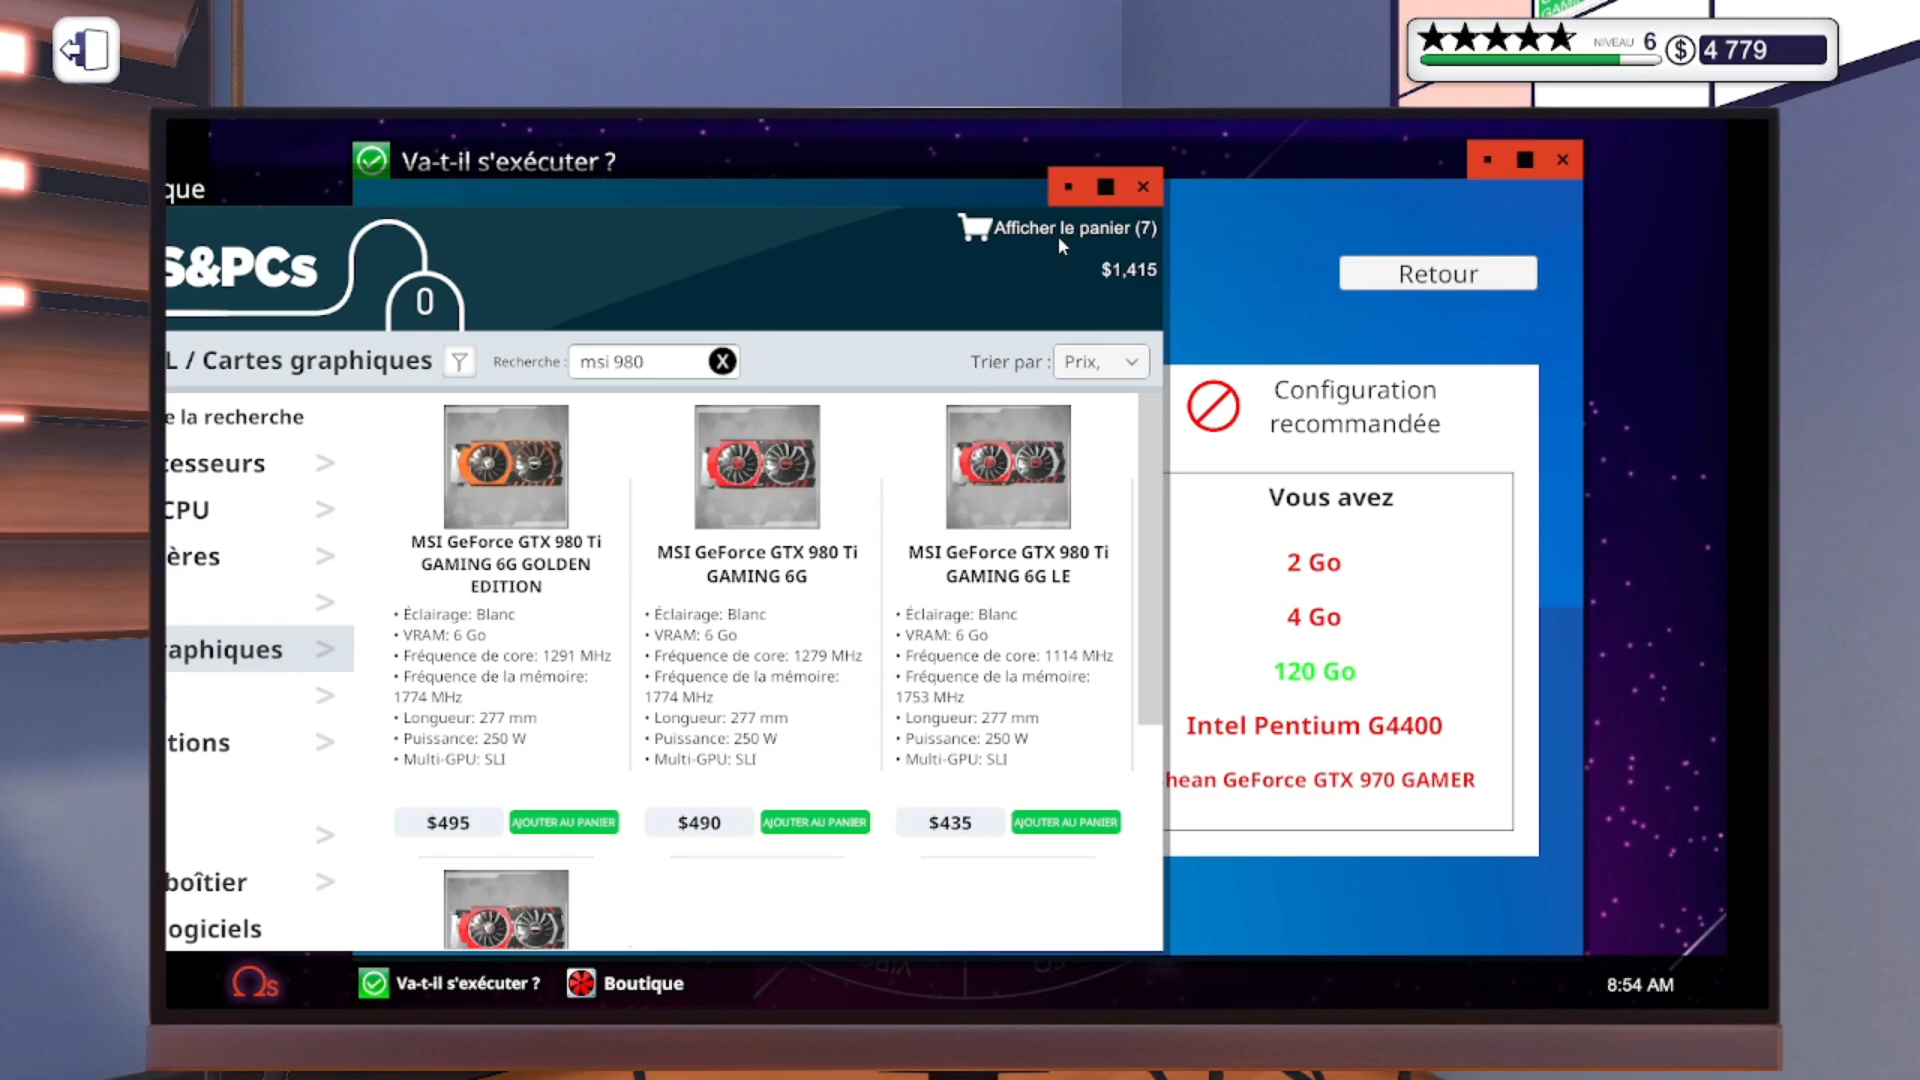 NIVEAU 6
4 779
Va-t-il s'exécuter ?
que
S&PCs
Afficher le panier (7)
$1,415
Retour
L / Cartes graphiques
Recherche :
msi 980
X
Trier par :
Prix,
e la recherche
cesseurs >
CPU >
ères >
>
raphiques >
>
tions >
>
boîtier >
ogiciels
MSI GeForce GTX 980 Ti
GAMING 6G GOLDEN
EDITION
• Éclairage: Blanc
• VRAM: 6 Go
• Fréquence de core: 1291 MHz
• Fréquence de la mémoire:
1774 MHz
• Longueur: 277 mm
• Puissance: 250 W
• Multi-GPU: SLI
$495
AJOUTER AU PANIER
MSI GeForce GTX 980 Ti
GAMING 6G
• Éclairage: Blanc
• VRAM: 6 Go
• Fréquence de core: 1279 MHz
• Fréquence de la mémoire:
1774 MHz
• Longueur: 277 mm
• Puissance: 250 W
• Multi-GPU: SLI
$490
AJOUTER AU PANIER
MSI GeForce GTX 980 Ti
GAMING 6G LE
• Éclairage: Blanc
• VRAM: 6 Go
• Fréquence de core: 1114 MHz
• Fréquence de la mémoire:
1753 MHz
• Longueur: 277 mm
• Puissance: 250 W
• Multi-GPU: SLI
$435
AJOUTER AU PANIER
Configuration
recommandée
Vous avez
2 Go
4 Go
120 Go
Intel Pentium G4400
hean GeForce GTX 970 GAMER
Ωs
Va-t-il s'exécuter ?
Boutique
8:54 AM